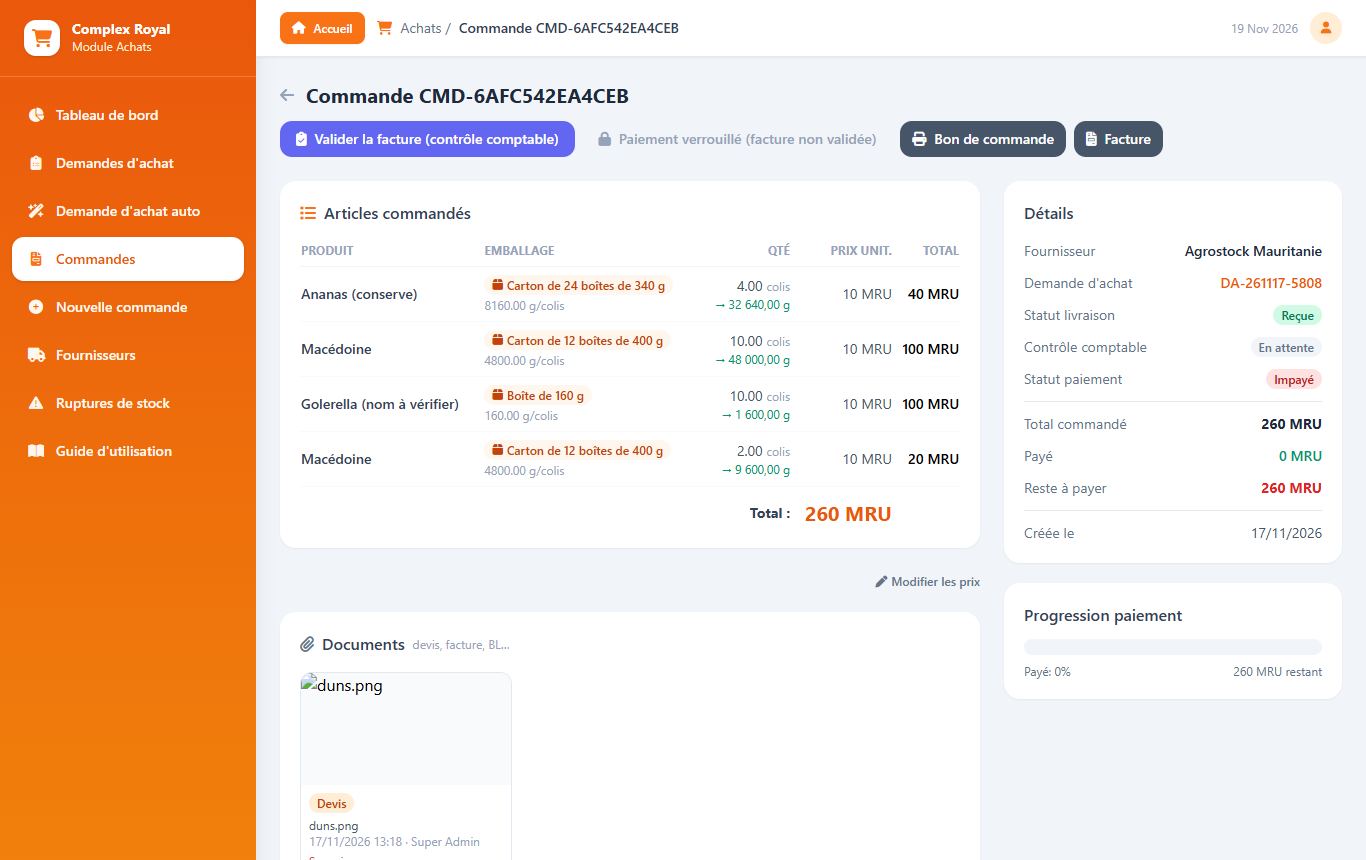 Complex Royal
Module Achats
Tableau de bord
Demandes d'achat
Demande d'achat auto
Commandes
Nouvelle commande
Fournisseurs
Ruptures de stock
Guide d'utilisation
Accueil
Achats / Commande CMD-6AFC542EA4CEB
19 Nov 2026
Commande CMD-6AFC542EA4CEB
Valider la facture (contrôle comptable)
Paiement verrouillé (facture non validée)
Bon de commande
Facture
Articles commandés
PRODUIT EMBALLAGE QTÉ PRIX UNIT. TOTAL
Ananas (conserve) Carton de 24 boîtes de 340 g 4.00 colis 10 MRU 40 MRU
8160.00 g/colis → 32 640,00 g
Macédoine Carton de 12 boîtes de 400 g 10.00 colis 10 MRU 100 MRU
4800.00 g/colis → 48 000,00 g
Golerella (nom à vérifier) Boîte de 160 g 10.00 colis 10 MRU 100 MRU
160.00 g/colis → 1 600,00 g
Macédoine Carton de 12 boîtes de 400 g 2.00 colis 10 MRU 20 MRU
4800.00 g/colis → 9 600,00 g
Total : 260 MRU
Modifier les prix
Documents devis, facture, BL...
duns.png
Devis
duns.png
17/11/2026 13:18 · Super Admin
Détails
Fournisseur Agrostock Mauritanie
Demande d'achat DA-261117-5808
Statut livraison Reçue
Contrôle comptable En attente
Statut paiement Impayé
Total commandé 260 MRU
Payé 0 MRU
Reste à payer 260 MRU
Créée le 17/11/2026
Progression paiement
Payé: 0% 260 MRU restant